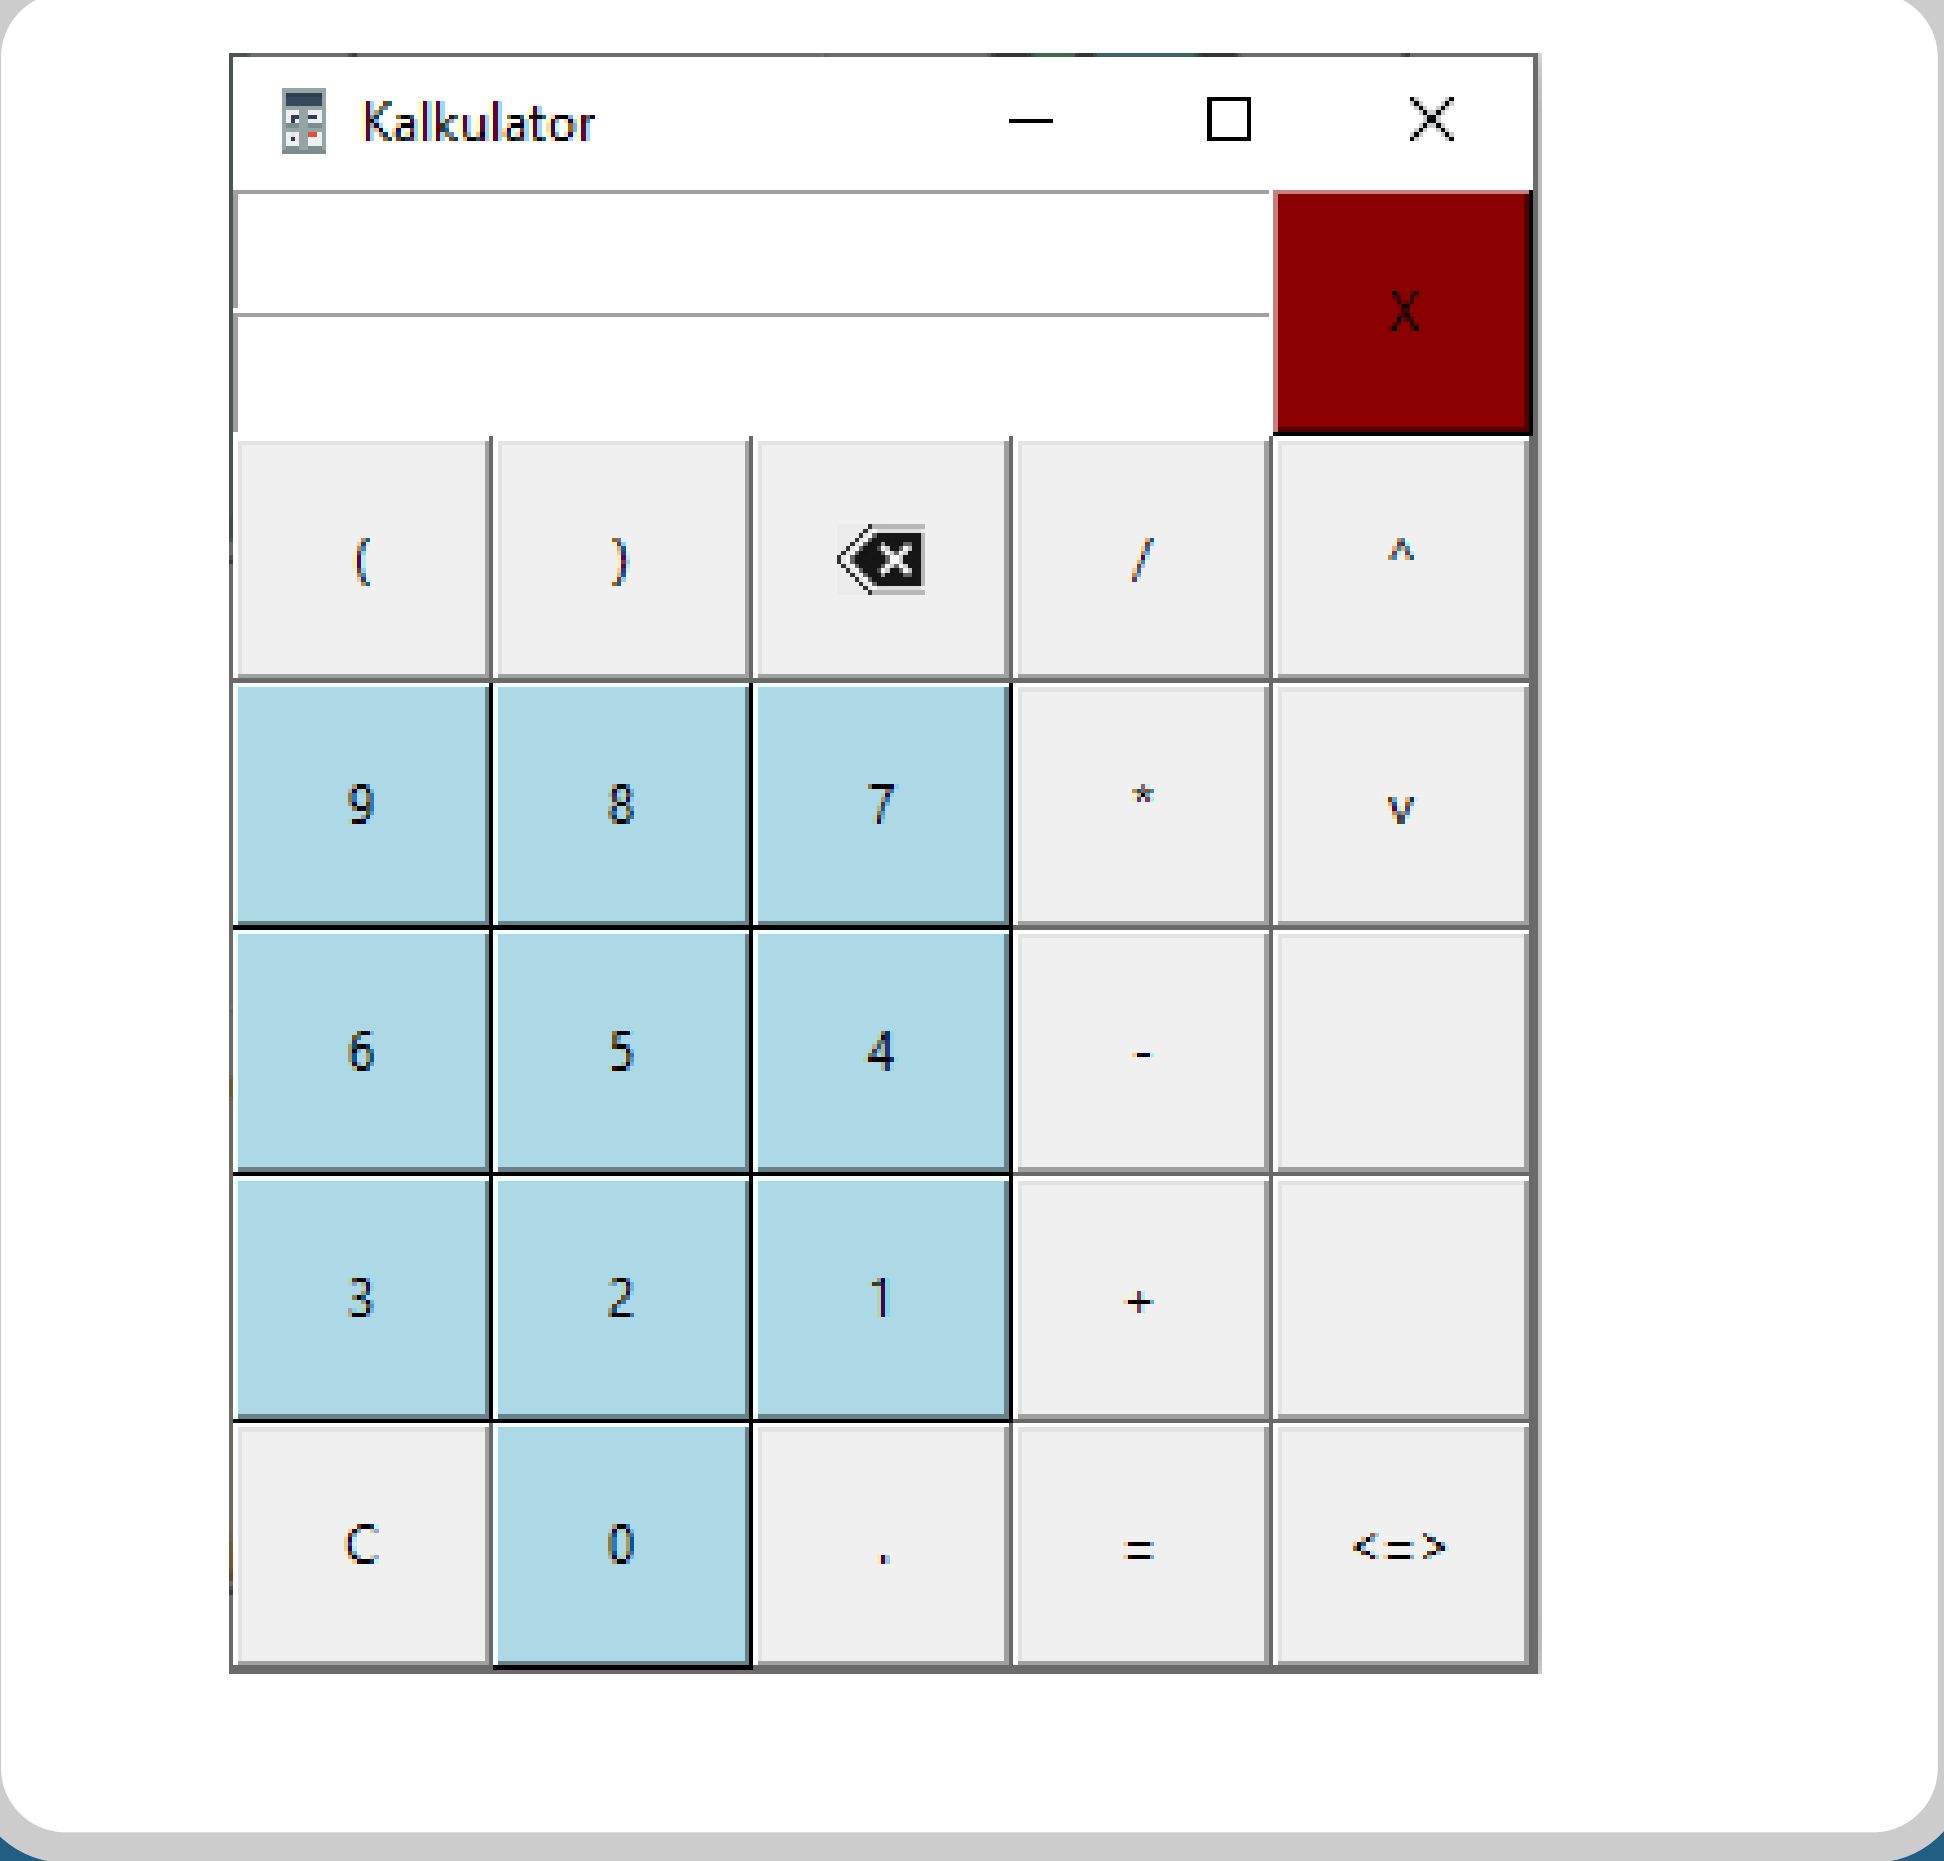 Kalkulator
X
( ) / ^
9 8 7 * v
6 5 4 -
3 2 1 +
C 0 . = <=>